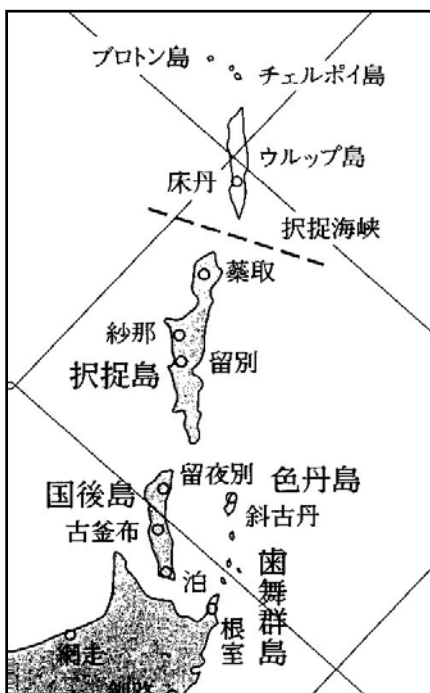 ブロトン島
チェルポイ島
ウルップ島
床丹
択捉海峡
蘂取
紗那
択捉島
留別
留夜別
国後島
色丹島
斜古丹
古釜布
泊
歯舞群島
根室
網走